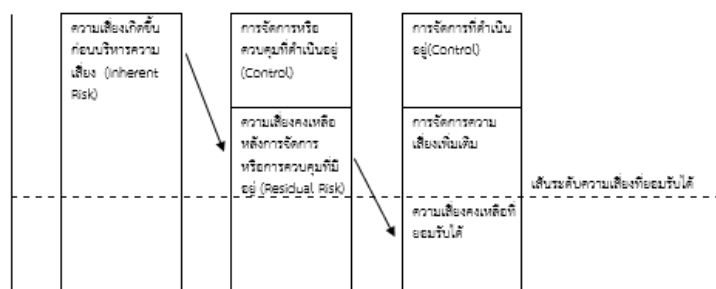 ความเสี่ยงเกิดขึ้น
ก่อนบริหารความ
เสี่ยง (Inherent
Risk)
การจัดการหรือ
ควบคุมที่ดำเนินอยู่
(Control)
ความเสี่ยงคงเหลือ
หลังการจัดการ
หรือการควบคุมที่มี
อยู่ (Residual Risk)
การจัดการที่ดำเนิน
อยู่(Control)
การจัดการความ
เสี่ยงเพิ่มเติม
ความเสี่ยงคงเหลือที่
ยอมรับได้
เส้นระดับความเสี่ยงที่ยอมรับได้